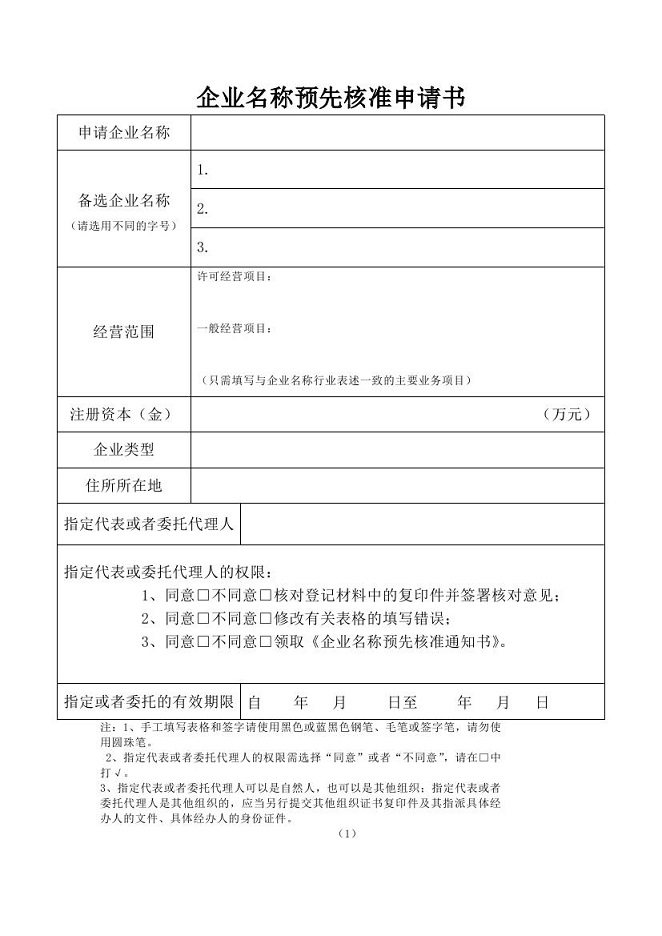 企业名称预先核准申请书
申请企业名称
备选企业名称
（请选用不同的字号）
1.
2.
3.
经营范围
许可经营项目：
一般经营项目：
（只需填写与企业名称行业表述一致的主要业务项目）
注册资本（金）
（万元）
企业类型
住所所在地
指定代表或者委托代理人
指定代表或委托代理人的权限：
1、同意□不同意□核对登记材料中的复印件并签署核对意见；
2、同意□不同意□修改有关表格的填写错误；
3、同意□不同意□领取《企业名称预先核准通知书》。
指定或者委托的有效期限
自 年 月 日至 年 月 日
注：1、手工填写表格和签字请使用黑色或蓝黑色钢笔、毛笔或签字笔，请勿使
用圆珠笔。
2、指定代表或者委托代理人的权限需选择“同意”或者“不同意”，请在□中
打√。
3、指定代表或者委托代理人可以是自然人，也可以是其他组织；指定代表或者
委托代理人是其他组织的，应当另行提交其他组织证书复印件及其指派具体经
办人的文件、具体经办人的身份证件。
（1）